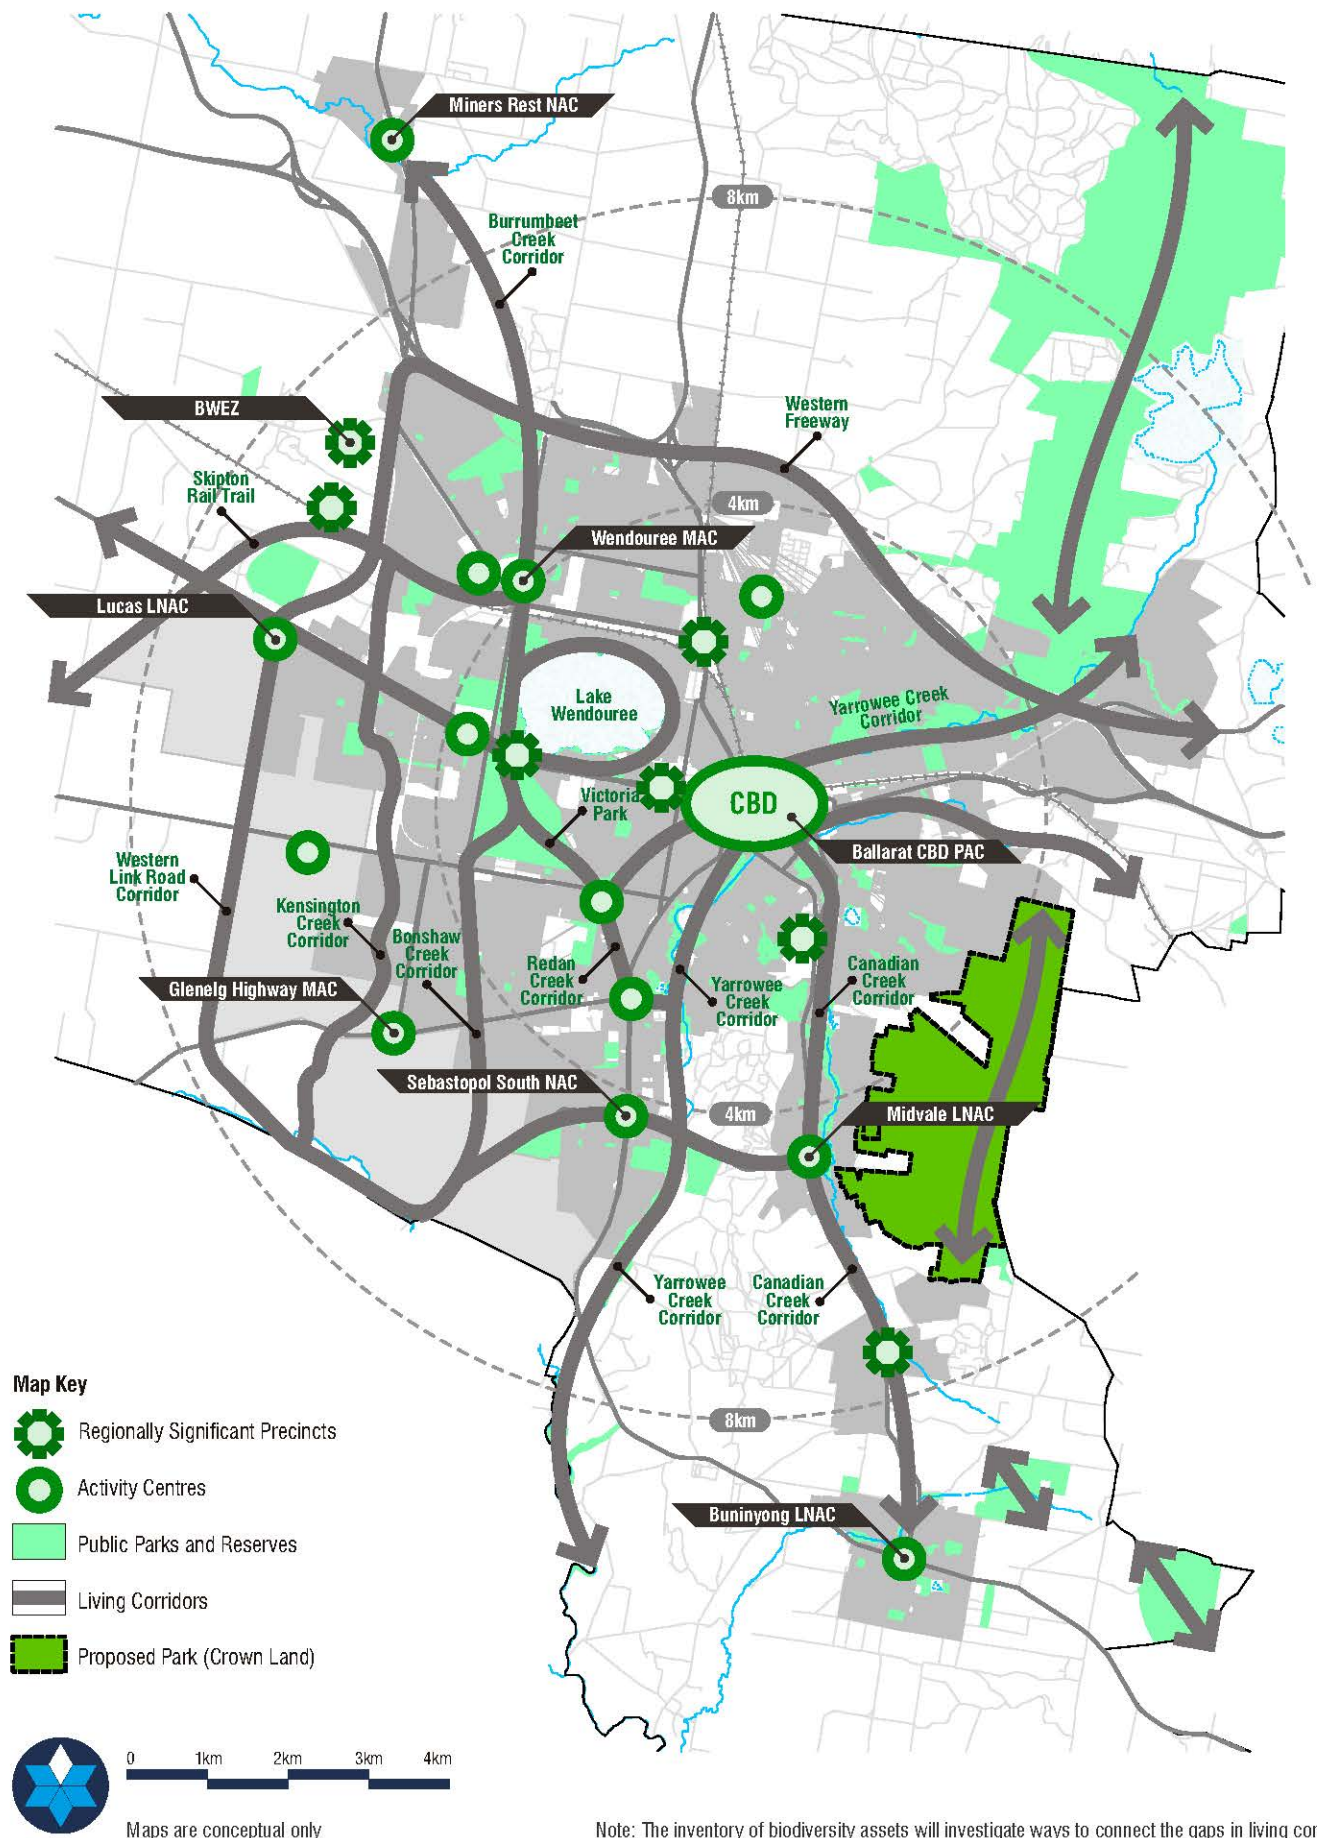 Miners Rest NAC
8km
Burrumbeet
Creek
Corridor
BWEZ
Western
Freeway
Skipton
Rail Trail
4km
Wendouree MAC
Lucas LNAC
Lake
Wendouree
Yarrowee Creek
Corridor
CBD
Victoria
Park
Ballarat CBD PAC
Western
Link Road
Corridor
Kensington
Creek
Corridor
Bonshaw
Creek
Corridor
Redan
Creek
Corridor
Yarrowee
Creek
Corridor
Canadian
Creek
Corridor
Glenelg Highway MAC
Sebastopol South NAC
4km
Midvale LNAC
Yarrowee
Creek
Corridor
Canadian
Creek
Corridor
8km
Buninyong LNAC
Map Key
Regionally Significant Precincts
Activity Centres
Public Parks and Reserves
Living Corridors
Proposed Park (Crown Land)
0 1km 2km 3km 4km
Maps are conceptual only
Note: The inventory of biodiversity assets will investigate ways to connect the gaps in living cor